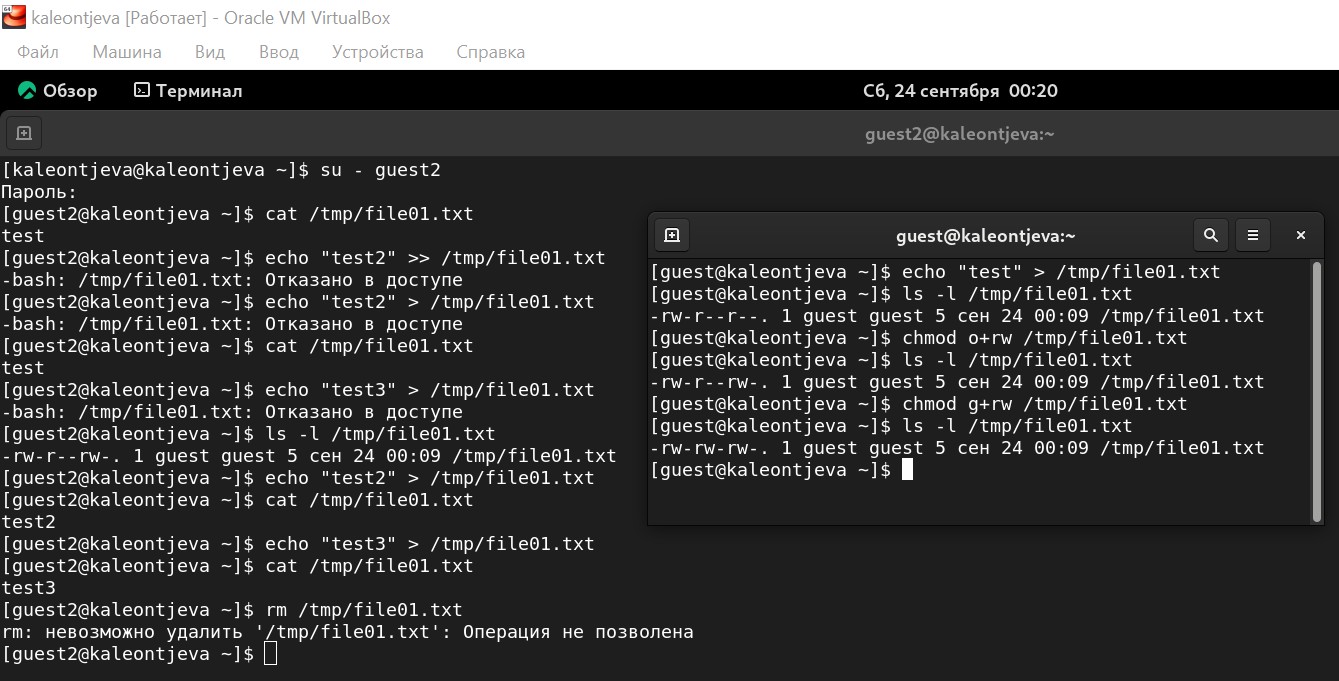 kaleontjeva [Работает] - Oracle VM VirtualBox
Файл Машина Вид Ввод Устройства Справка
Обзор Терминал Сб, 24 сентября 00:20
guest2@kaleontjeva:~
[kaleontjeva@kaleontjeva ~]$ su - guest2
Пароль:
[guest2@kaleontjeva ~]$ cat /tmp/file01.txt
test
[guest2@kaleontjeva ~]$ echo "test2" >> /tmp/file01.txt
-bash: /tmp/file01.txt: Отказано в доступе
[guest2@kaleontjeva ~]$ echo "test2" > /tmp/file01.txt
-bash: /tmp/file01.txt: Отказано в доступе
[guest2@kaleontjeva ~]$ cat /tmp/file01.txt
test
[guest2@kaleontjeva ~]$ echo "test3" > /tmp/file01.txt
-bash: /tmp/file01.txt: Отказано в доступе
[guest2@kaleontjeva ~]$ ls -l /tmp/file01.txt
-rw-r--rw-. 1 guest guest 5 сен 24 00:09 /tmp/file01.txt
[guest2@kaleontjeva ~]$ echo "test2" > /tmp/file01.txt
[guest2@kaleontjeva ~]$ cat /tmp/file01.txt
test2
[guest2@kaleontjeva ~]$ echo "test3" > /tmp/file01.txt
[guest2@kaleontjeva ~]$ cat /tmp/file01.txt
test3
[guest2@kaleontjeva ~]$ rm /tmp/file01.txt
rm: невозможно удалить '/tmp/file01.txt': Операция не позволена
[guest2@kaleontjeva ~]$
guest@kaleontjeva:~
[guest@kaleontjeva ~]$ echo "test" > /tmp/file01.txt
[guest@kaleontjeva ~]$ ls -l /tmp/file01.txt
-rw-r--r--. 1 guest guest 5 сен 24 00:09 /tmp/file01.txt
[guest@kaleontjeva ~]$ chmod o+rw /tmp/file01.txt
[guest@kaleontjeva ~]$ ls -l /tmp/file01.txt
-rw-r--rw-. 1 guest guest 5 сен 24 00:09 /tmp/file01.txt
[guest@kaleontjeva ~]$ chmod g+rw /tmp/file01.txt
[guest@kaleontjeva ~]$ ls -l /tmp/file01.txt
-rw-rw-rw-. 1 guest guest 5 сен 24 00:09 /tmp/file01.txt
[guest@kaleontjeva ~]$